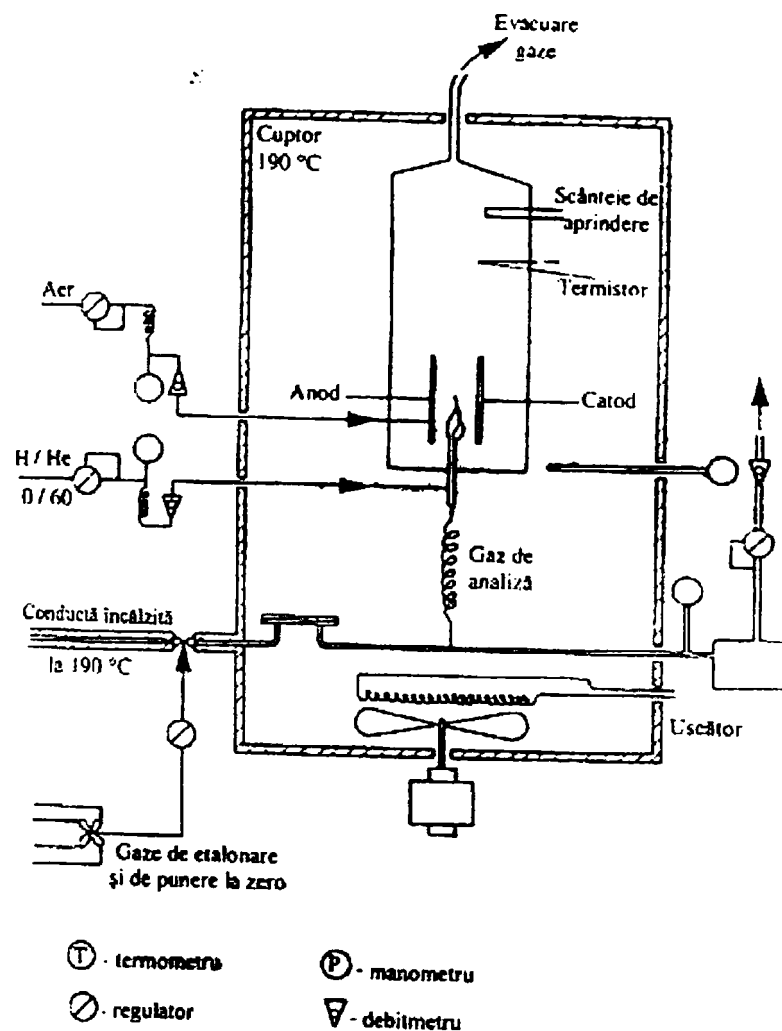 Evacuare
gaze
Cuptor
190 °C
Scânteie de
aprindere
Termistor
Aer
Anod
Catod
H / He
0 / 60
Gaz de
analiză
Conductă încălzită
la 190 °C
Uscător
Gaze de etalonare
şi de punere la zero
T - termometru
P - manometru
- regulator
- debitmetru